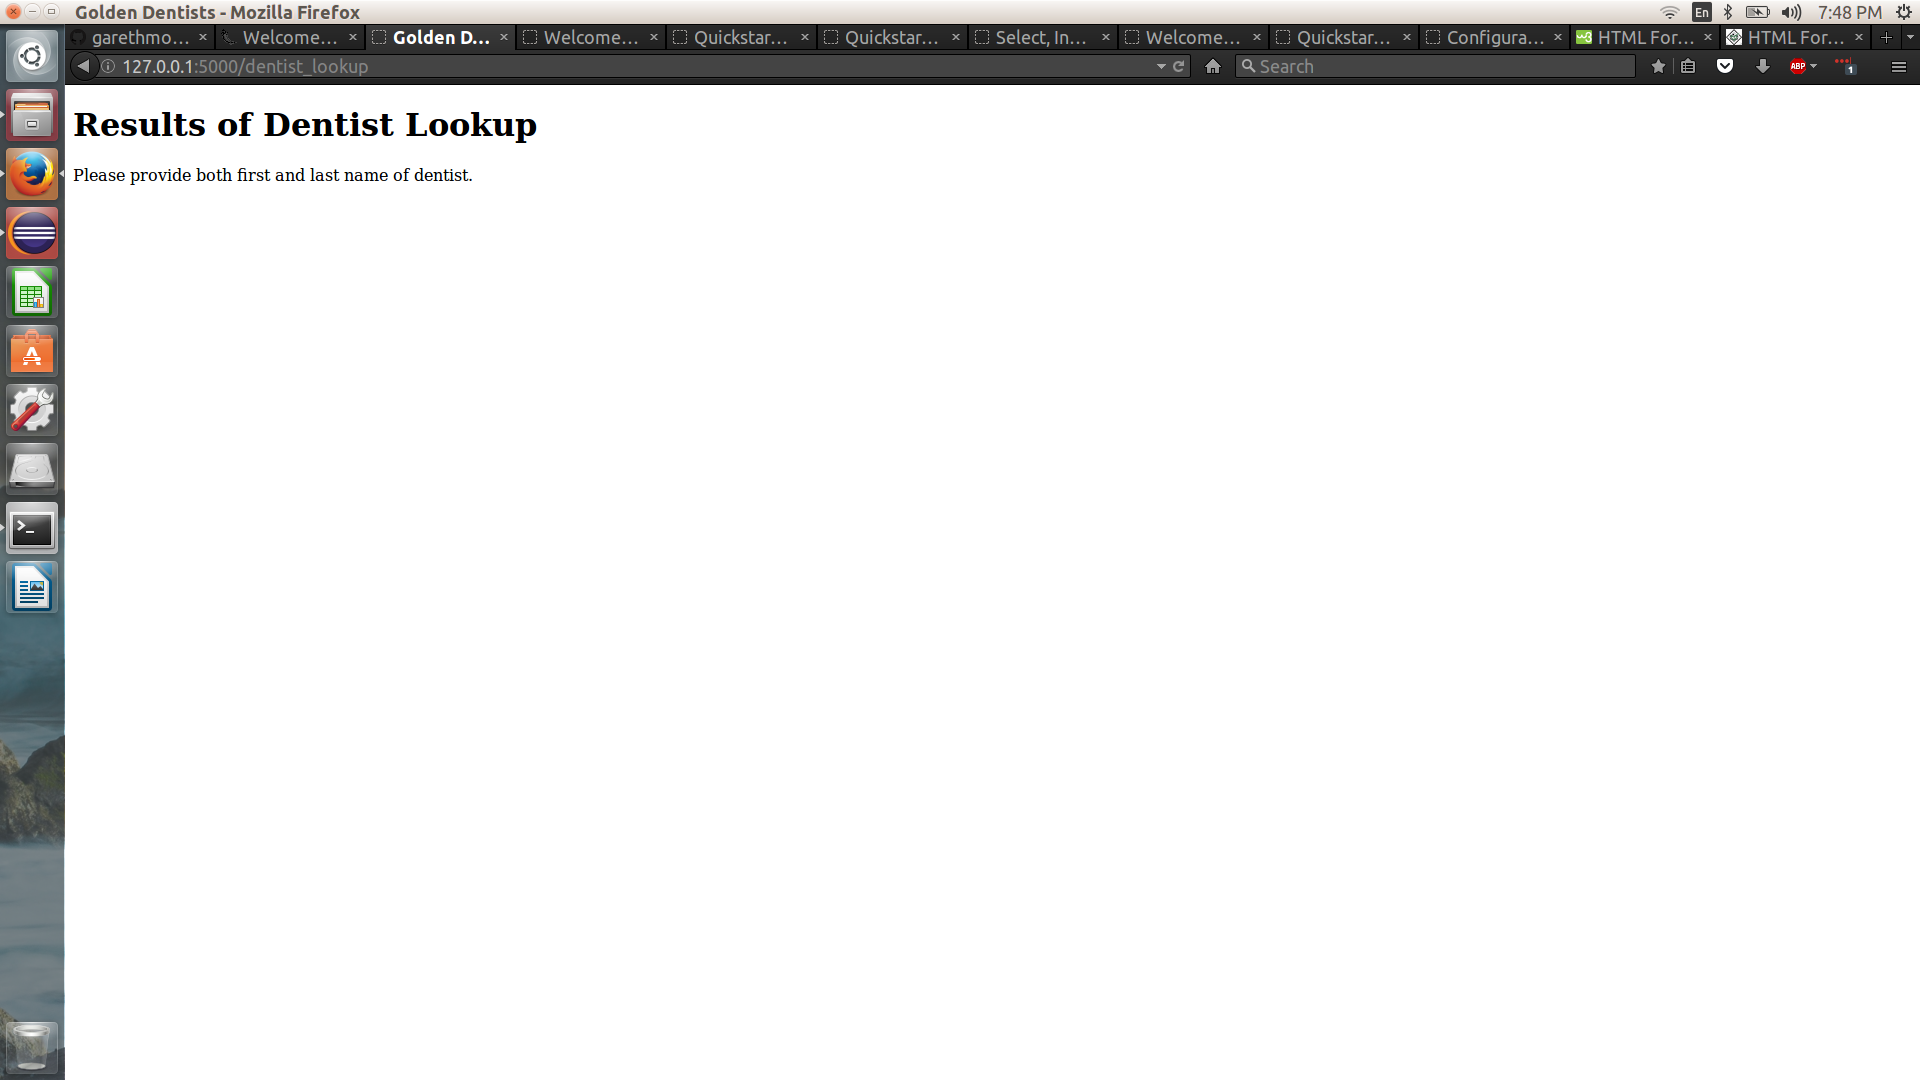 Golden Dentists - Mozilla Firefox
En
7:48 PM
garethmo...
Welcome...
Golden D...
Welcome...
Quickstar...
Quickstar...
Select, In...
Welcome...
Quickstar...
Configura...
HTML For...
HTML For...
127.0.0.1:5000/dentist_lookup
Search
ABP
1
Results of Dentist Lookup
Please provide both first and last name of dentist.